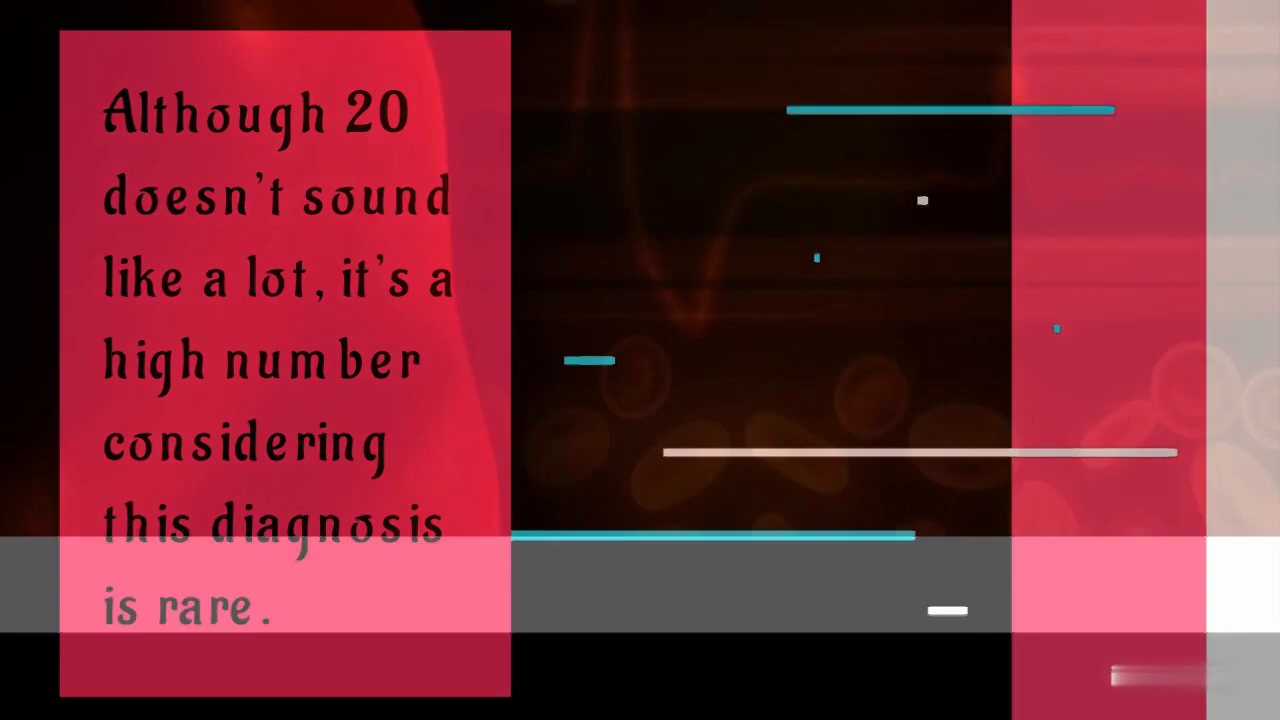 Although 20
doesn't sound
like a lot, it's a
high number
considering
this diagnosis
is rare.